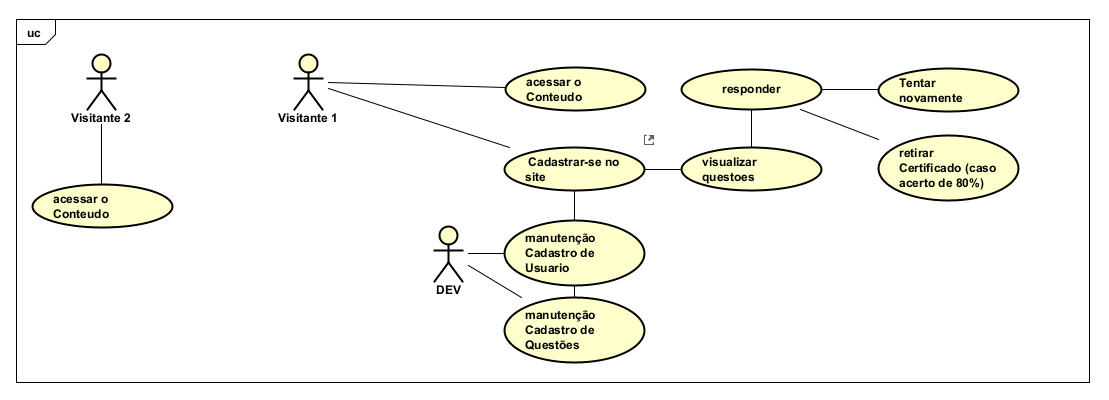 uc
Visitante 2
acessar o
Conteudo
Visitante 1
acessar o
Conteudo
Cadastrar-se no
site
responder
visualizar
questoes
Tentar
novamente
retirar
Certificado (caso
acerto de 80%)
DEV
manutenção
Cadastro de
Usuario
manutenção
Cadastro de
Questões